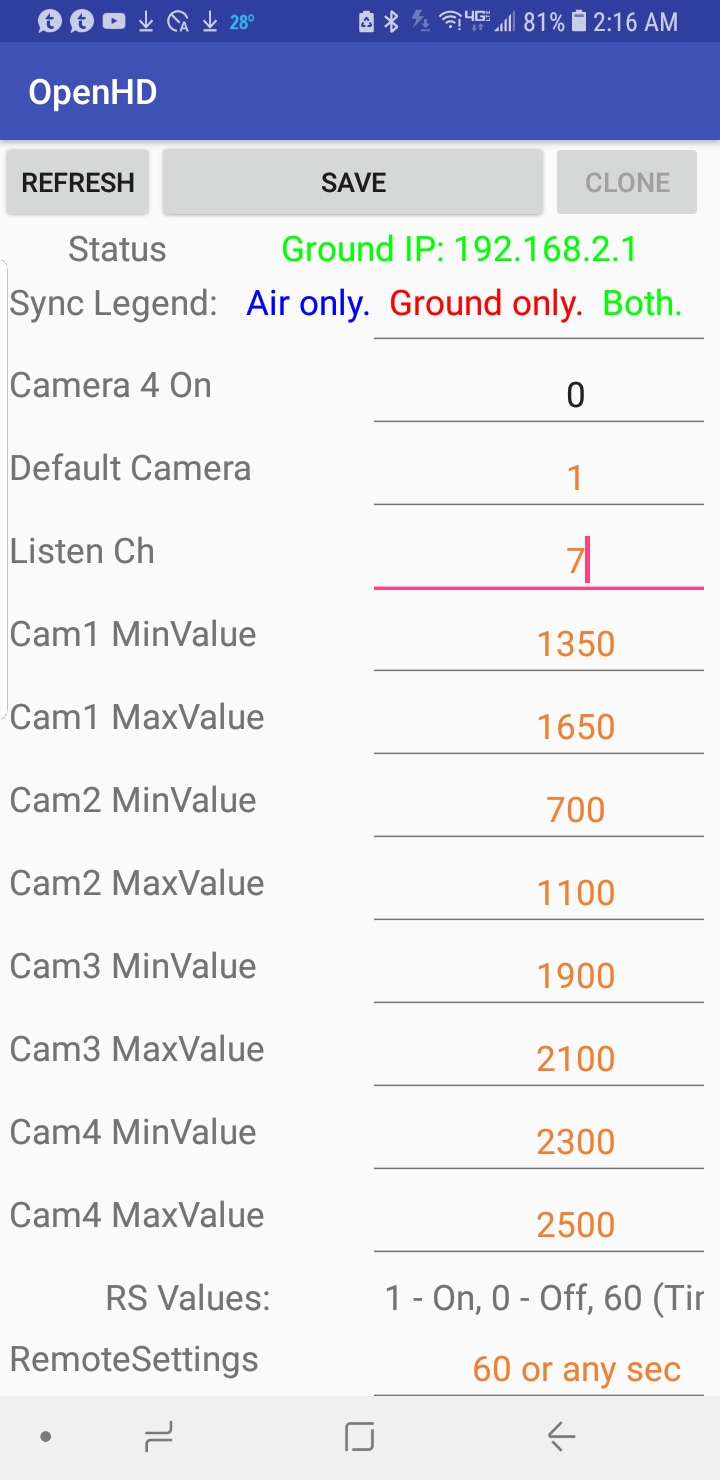 28° 4G 81% 2:16 AM
OpenHD
REFRESH SAVE CLONE
Status Ground IP: 192.168.2.1
Sync Legend: Air only. Ground only. Both.
Camera 4 On 0
Default Camera 1
Listen Ch 7
Cam1 MinValue 1350
Cam1 MaxValue 1650
Cam2 MinValue 700
Cam2 MaxValue 1100
Cam3 MinValue 1900
Cam3 MaxValue 2100
Cam4 MinValue 2300
Cam4 MaxValue 2500
RS Values: 1 - On, 0 - Off, 60 (Tir
RemoteSettings 60 or any sec